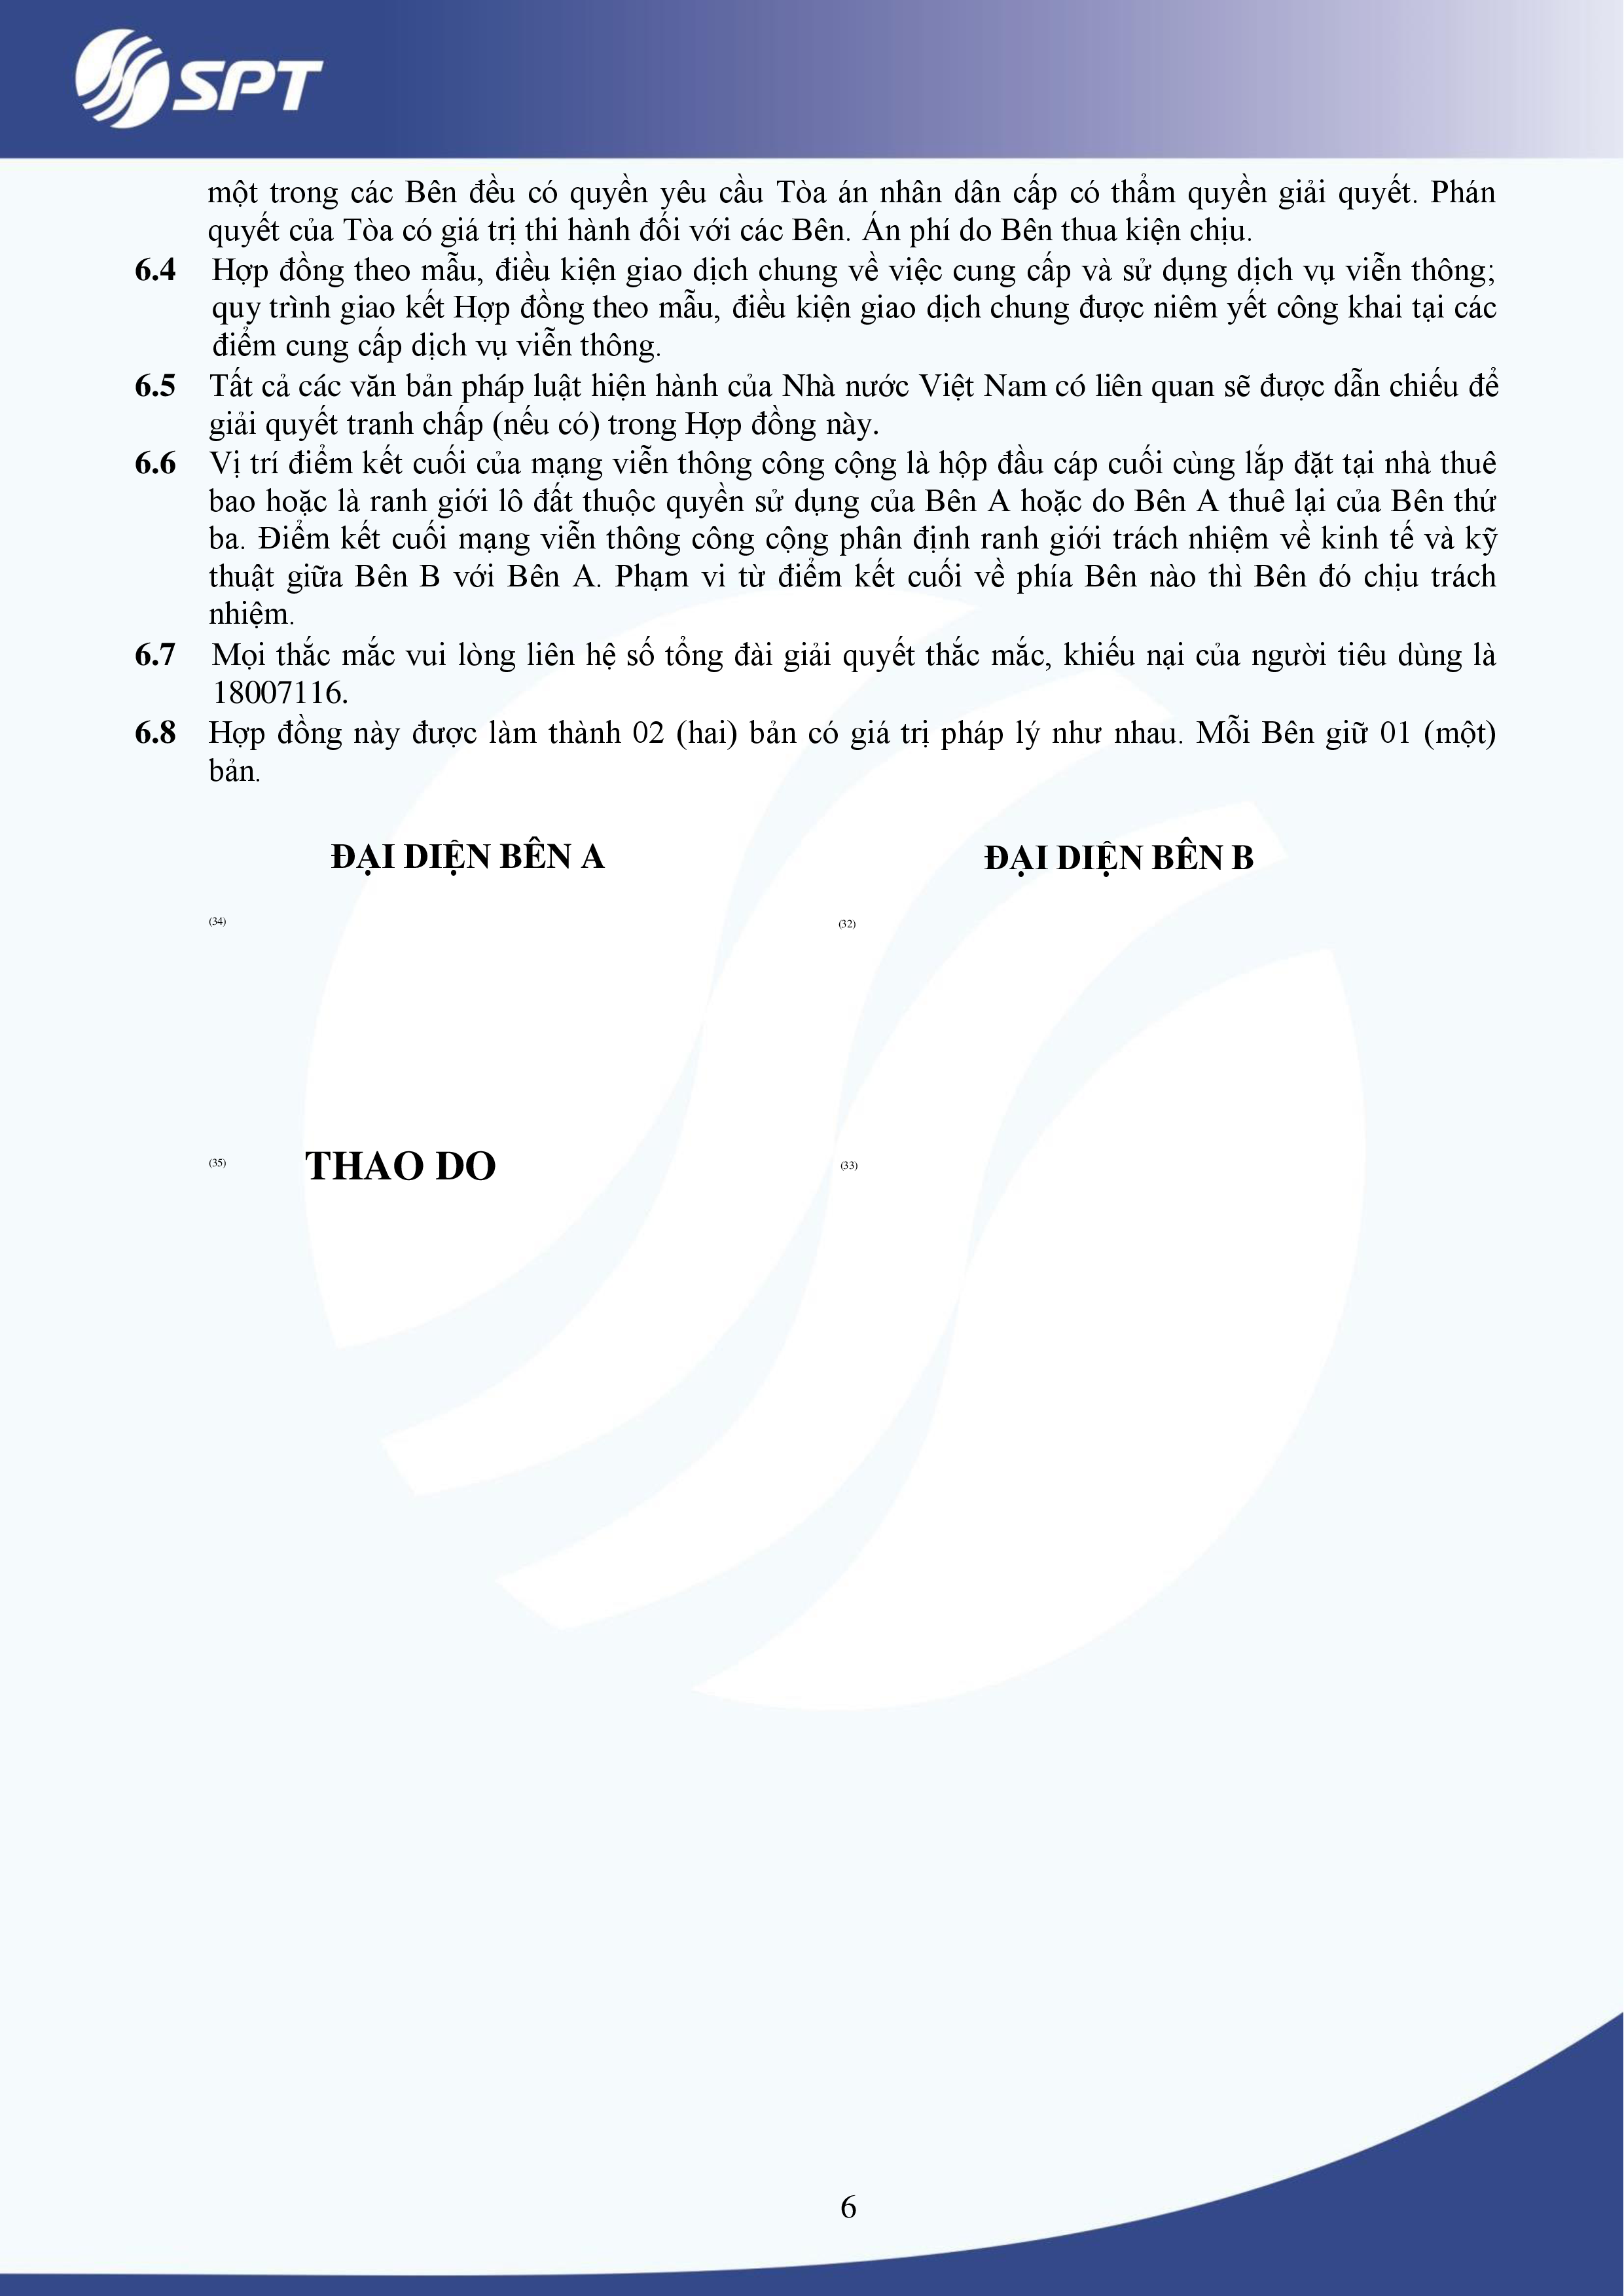 SPT
một trong các Bên đều có quyền yêu cầu Tòa án nhân dân cấp có thẩm quyền giải quyết. Phán
quyết của Tòa có giá trị thi hành đối với các Bên. Án phí do Bên thua kiện chịu.
6.4 Hợp đồng theo mẫu, điều kiện giao dịch chung về việc cung cấp và sử dụng dịch vụ viễn thông;
quy trình giao kết Hợp đồng theo mẫu, điều kiện giao dịch chung được niêm yết công khai tại các
điểm cung cấp dịch vụ viễn thông.
6.5 Tất cả các văn bản pháp luật hiện hành của Nhà nước Việt Nam có liên quan sẽ được dẫn chiếu để
giải quyết tranh chấp (nếu có) trong Hợp đồng này.
6.6 Vị trí điểm kết cuối của mạng viễn thông công cộng là hộp đầu cáp cuối cùng lắp đặt tại nhà thuê
bao hoặc là ranh giới lô đất thuộc quyền sử dụng của Bên A hoặc do Bên A thuê lại của Bên thứ
ba. Điểm kết cuối mạng viễn thông công cộng phân định ranh giới trách nhiệm về kinh tế và kỹ
thuật giữa Bên B với Bên A. Phạm vi từ điểm kết cuối về phía Bên nào thì Bên đó chịu trách
nhiệm.
6.7 Mọi thắc mắc vui lòng liên hệ số tổng đài giải quyết thắc mắc, khiếu nại của người tiêu dùng là
18007116.
6.8 Hợp đồng này được làm thành 02 (hai) bản có giá trị pháp lý như nhau. Mỗi Bên giữ 01 (một)
bản.
ĐẠI DIỆN BÊN A ĐẠI DIỆN BÊN B
(34) (32)
(35) THAO DO (33)
6